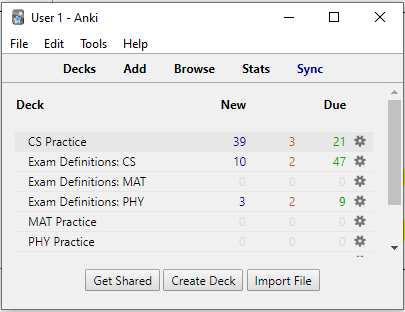 User 1 - Anki
File Edit Tools Help
Decks Add Browse Stats Sync
Deck New Due
CS Practice 39 3 21
Exam Definitions: CS 10 2 47
Exam Definitions: MAT 0 0 0
Exam Definitions: PHY 3 2 9
MAT Practice 0 0 0
PHY Practice 0 0 0
Get Shared Create Deck Import File